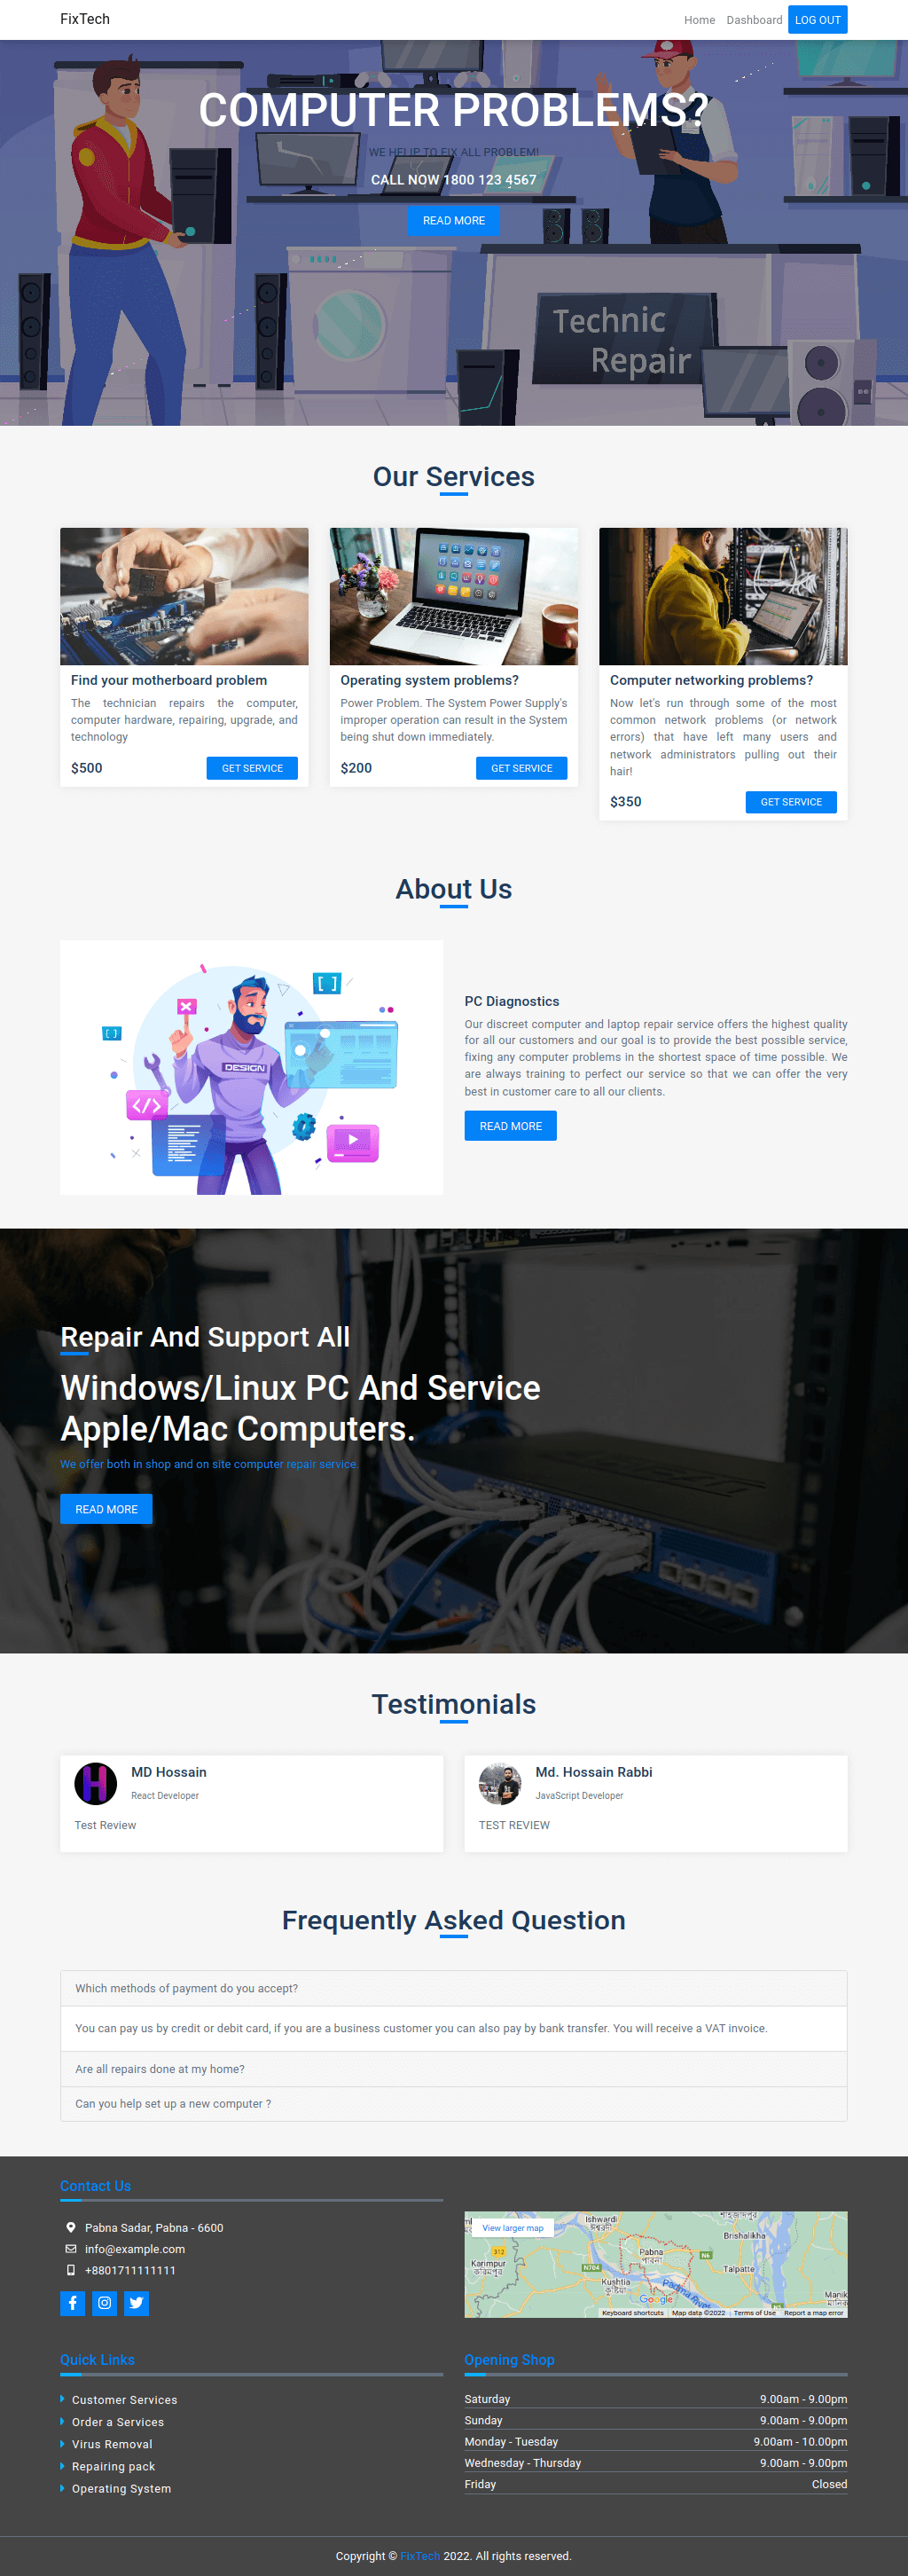 FixTech
Home Dashboard LOG OUT
COMPUTER PROBLEMS?
WE HELIP TO FIX ALL PROBLEM!
CALL NOW 1800 123 4567
READ MORE
Technic
Repair
Our Services
Find your motherboard problem
The technician repairs the computer,
computer hardware, repairing, upgrade, and
technology
$500 GET SERVICE
Operating system problems?
Power Problem. The System Power Supply's
improper operation can result in the System
being shut down immediately.
$200 GET SERVICE
Computer networking problems?
Now let's run through some of the most
common network problems (or network
errors) that have left many users and
network administrators pulling out their
hair!
$350 GET SERVICE
About Us
[ ]
[ ]
DESIGN
</>
PC Diagnostics
Our discreet computer and laptop repair service offers the highest quality
for all our customers and our goal is to provide the best possible service,
fixing any computer problems in the shortest space of time possible. We
are always training to perfect our service so that we can offer the very
best in customer care to all our clients.
READ MORE
Repair And Support All
Windows/Linux PC And Service
Apple/Mac Computers.
We offer both in shop and on site computer repair service.
READ MORE
Testimonials
MD Hossain
React Developer
Test Review
Md. Hossain Rabbi
JavaScript Developer
TEST REVIEW
Frequently Asked Question
Which methods of payment do you accept?
You can pay us by credit or debit card, if you are a business customer you can also pay by bank transfer. You will receive a VAT invoice.
Are all repairs done at my home?
Can you help set up a new computer ?
Contact Us
Pabna Sadar, Pabna - 6600
info@example.com
+8801711111111
View larger map
Ishwardi
ঈশ্বরদী
শাহজাদপুর
Brishalikha
312
Pabna
পাবনা
N6
Karimpur
করিমপুর
N704
Talpatte
Kushtia
কুষ্টিয়া
Padma River
Manik
মানিক
Google
Keyboard shortcuts Map data ©2022 Terms of Use Report a map error
Quick Links
Customer Services
Order a Services
Virus Removal
Repairing pack
Operating System
Opening Shop
Saturday 9.00am - 9.00pm
Sunday 9.00am - 9.00pm
Monday - Tuesday 9.00am - 10.00pm
Wednesday - Thursday 9.00am - 9.00pm
Friday Closed
Copyright © FixTech 2022. All rights reserved.